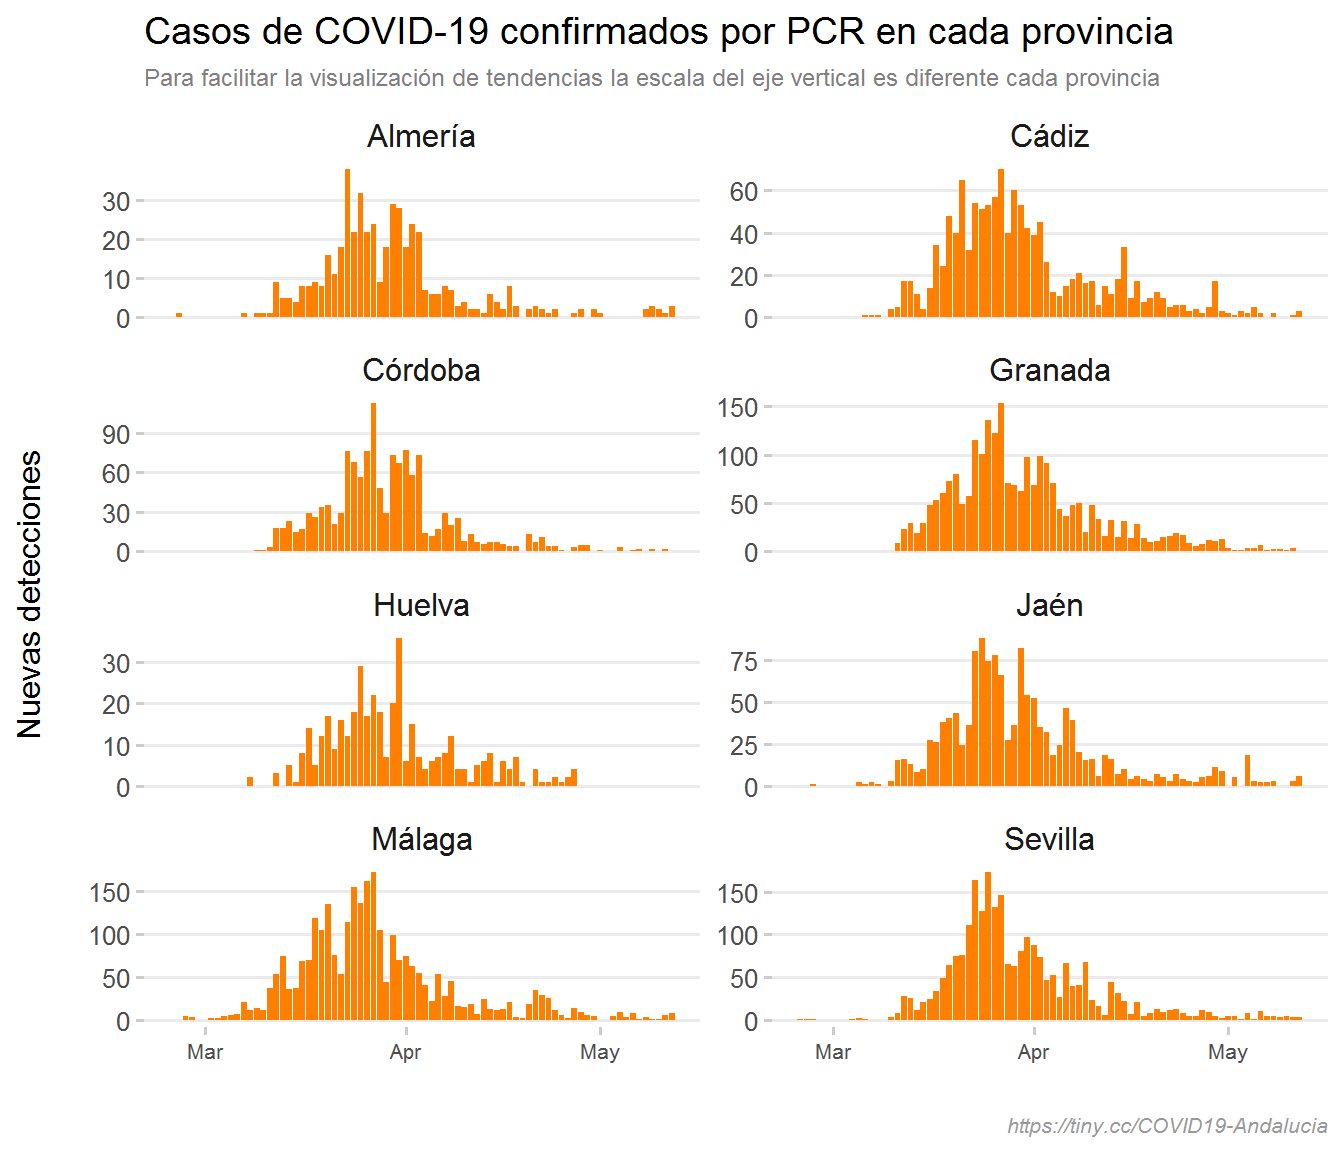 Casos de COVID-19 confirmados por PCR en cada provincia
Para facilitar la visualización de tendencias la escala del eje vertical es diferente cada provincia
Nuevas detecciones
Almería
30
20
10
0
Cádiz
60
40
20
0
Córdoba
90
60
30
0
Granada
150
100
50
0
Huelva
30
20
10
0
Jaén
75
50
25
0
Málaga
150
100
50
0
Mar Apr May
Sevilla
150
100
50
0
Mar Apr May
https://tiny.cc/COVID19-Andalucia